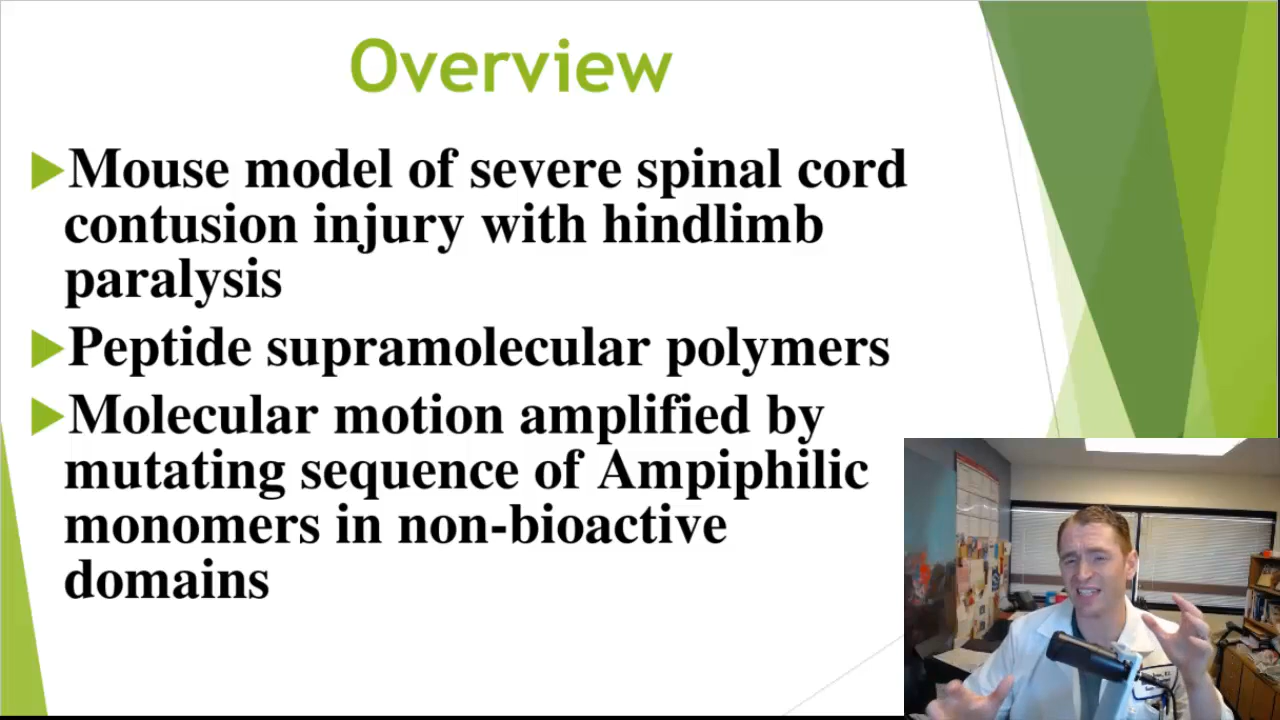 Overview
Mouse model of severe spinal cord
contusion injury with hindlimb
paralysis
Peptide supramolecular polymers
Molecular motion amplified by
mutating sequence of Ampiphilic
monomers in non-bioactive
domains